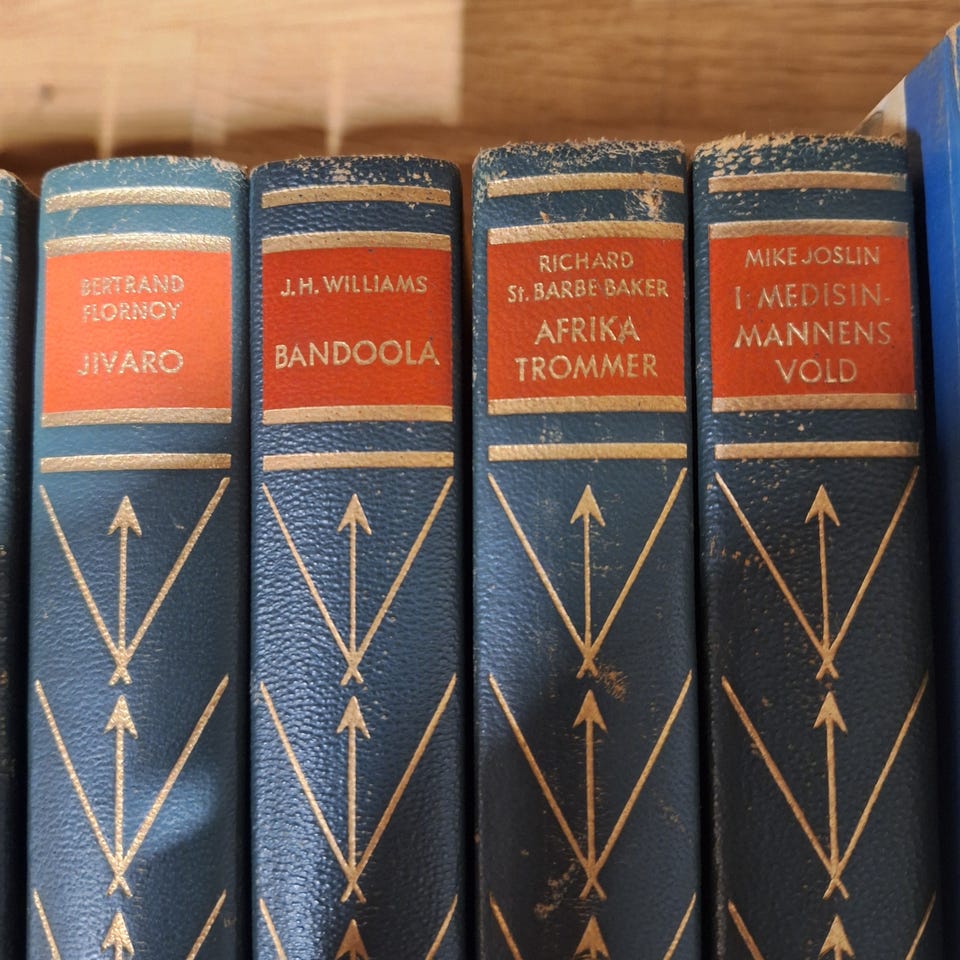 BERTRAND
FLORNOY
JIVARO
J.H. WILLIAMS
BANDOOLA
RICHARD
St. BARBE BAKER
AFRIKA
TROMMER
MIKE JOSLIN
I MEDISIN-
MANNENS
VOLD